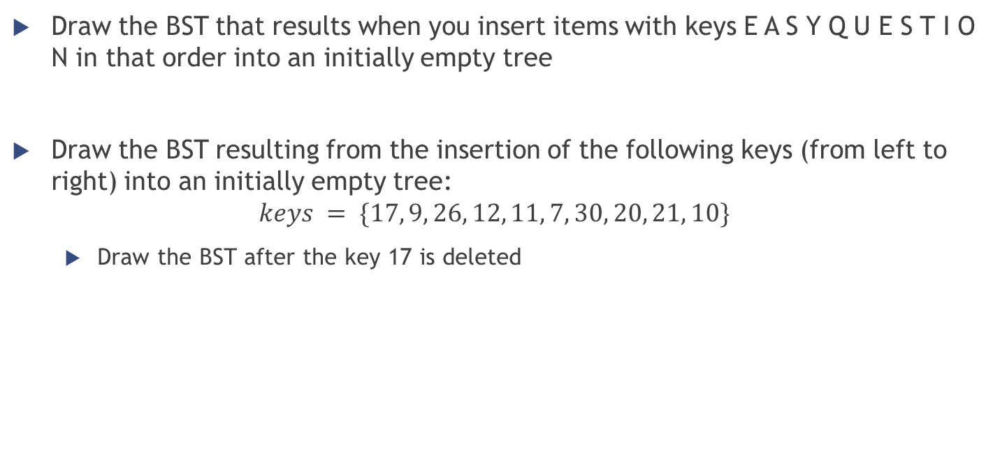 Draw the BST that results when you insert items with keys E A S Y Q U E S T I O
N in that order into an initially empty tree
Draw the BST resulting from the insertion of the following keys (from left to
right) into an initially empty tree:
keys = {17, 9, 26, 12, 11, 7, 30, 20, 21, 10}
Draw the BST after the key 17 is deleted